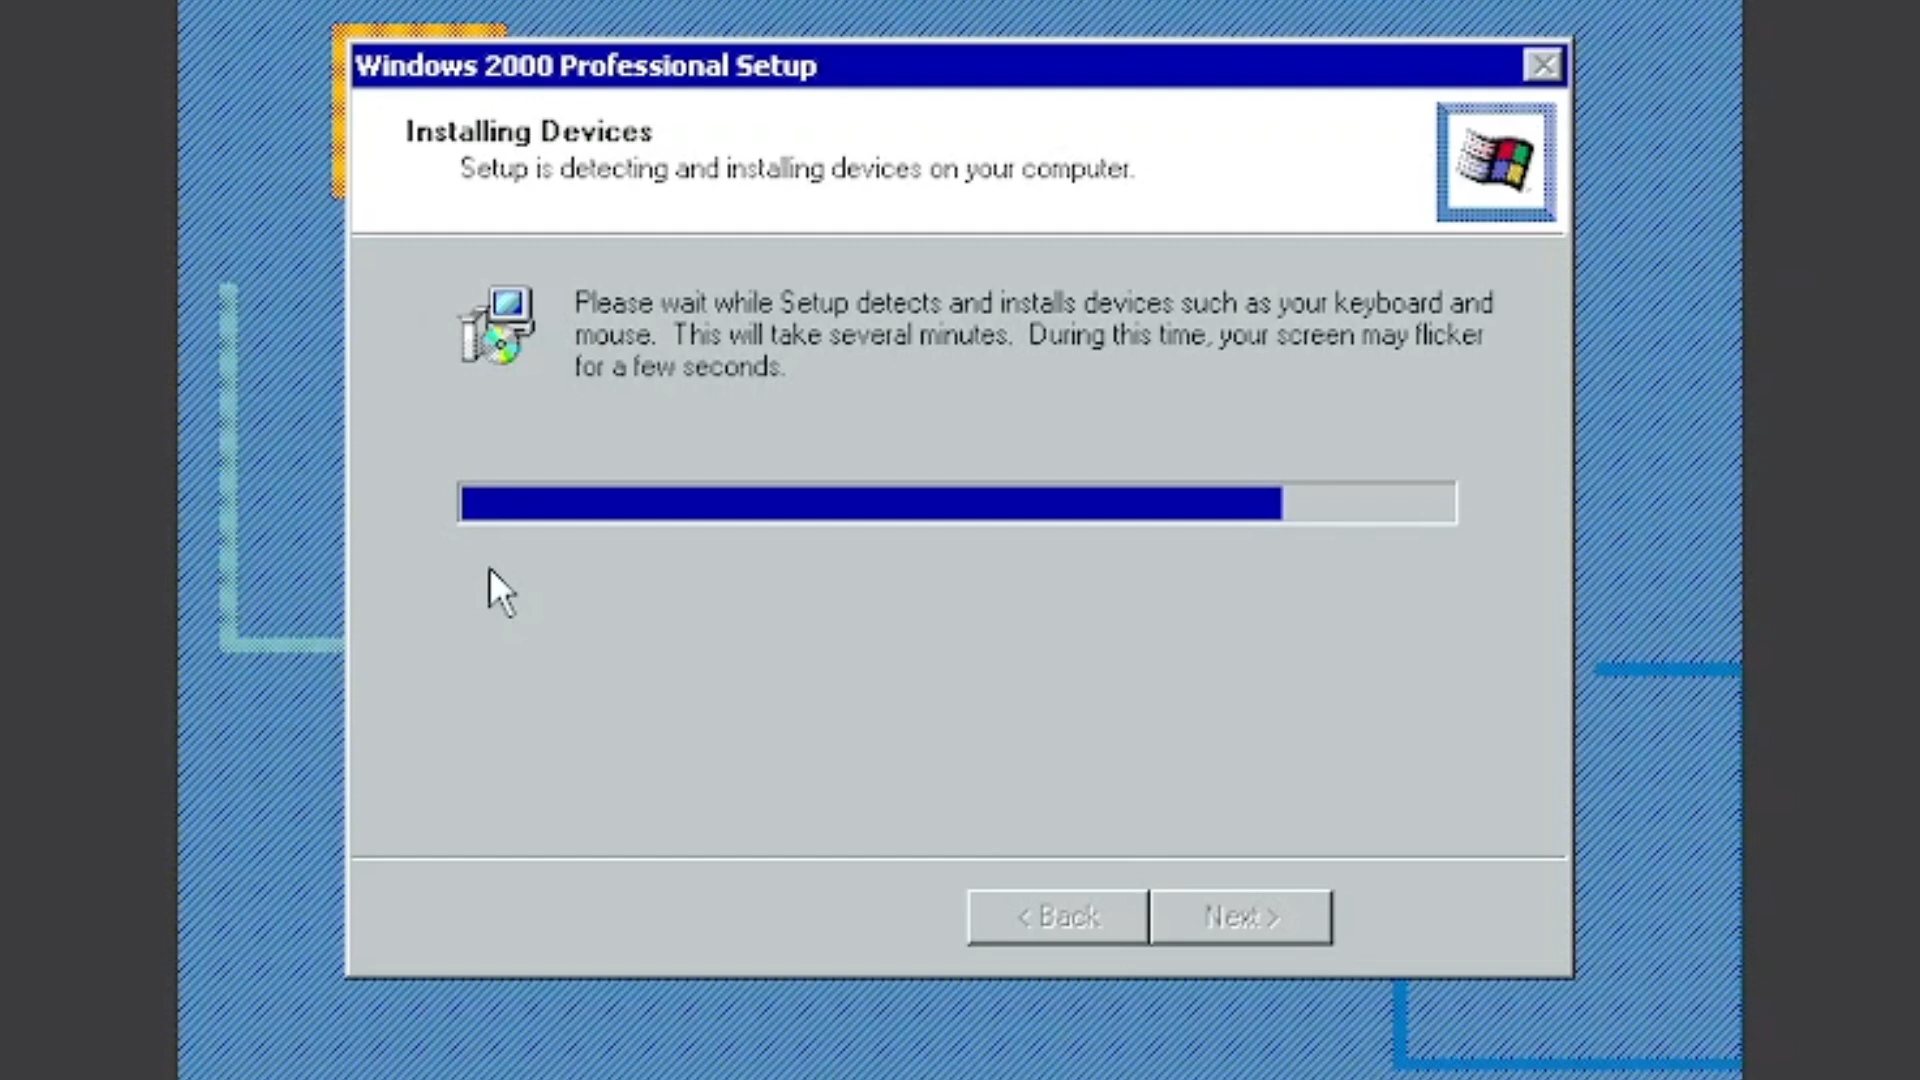 Windows 2000 Professional Setup
Installing Devices
Setup is detecting and installing devices on your computer.
Please wait while Setup detects and installs devices such as your keyboard and
mouse.  This will take several minutes.  During this time, your screen may flicker
for a few seconds.
< Back
Next >